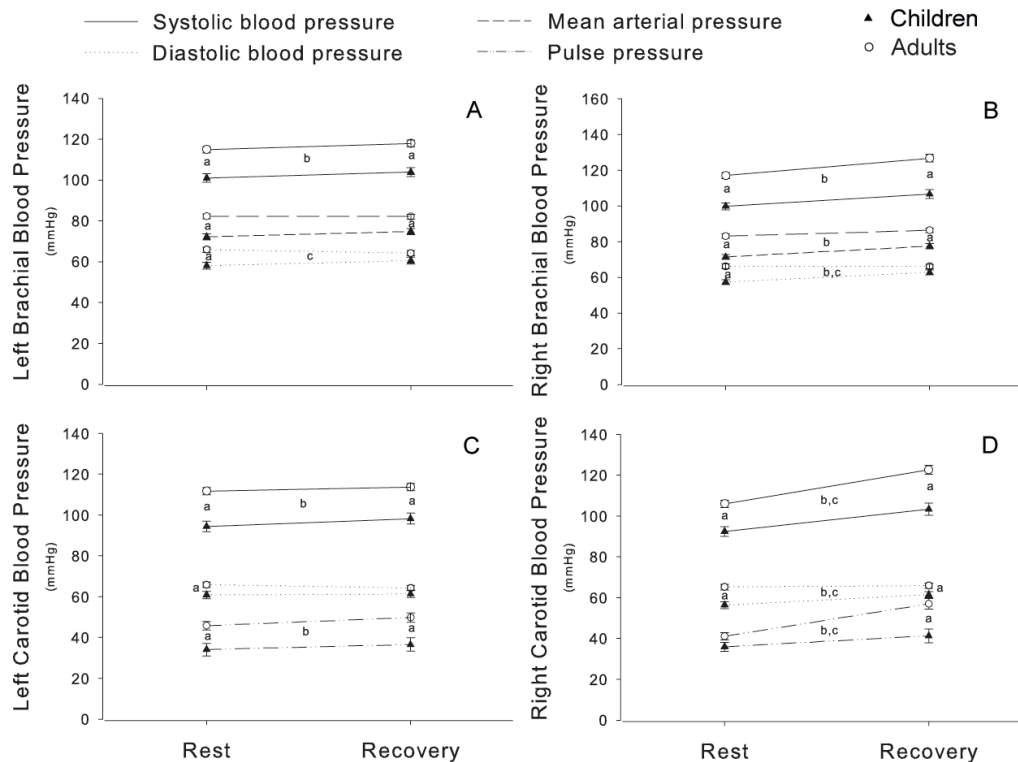 Systolic blood pressure
Mean arterial pressure
Children
Diastolic blood pressure
Pulse pressure
Adults
A
Left Brachial Blood Pressure
(mmHg)
140
120
100
80
60
40
20
0
a
a
b
a
a
a
c
B
Right Brachial Blood Pressure
(mmHg)
160
140
120
100
80
60
40
20
0
a
b
a
a
b
a
a
b,c
C
Left Carotid Blood Pressure
(mmHg)
140
120
100
80
60
40
20
0
a
b
a
a
a
b
a
Rest
Recovery
D
Right Carotid Blood Pressure
(mmHg)
140
120
100
80
60
40
20
0
a
b,c
a
a
b,c
a
b,c
a
Rest
Recovery